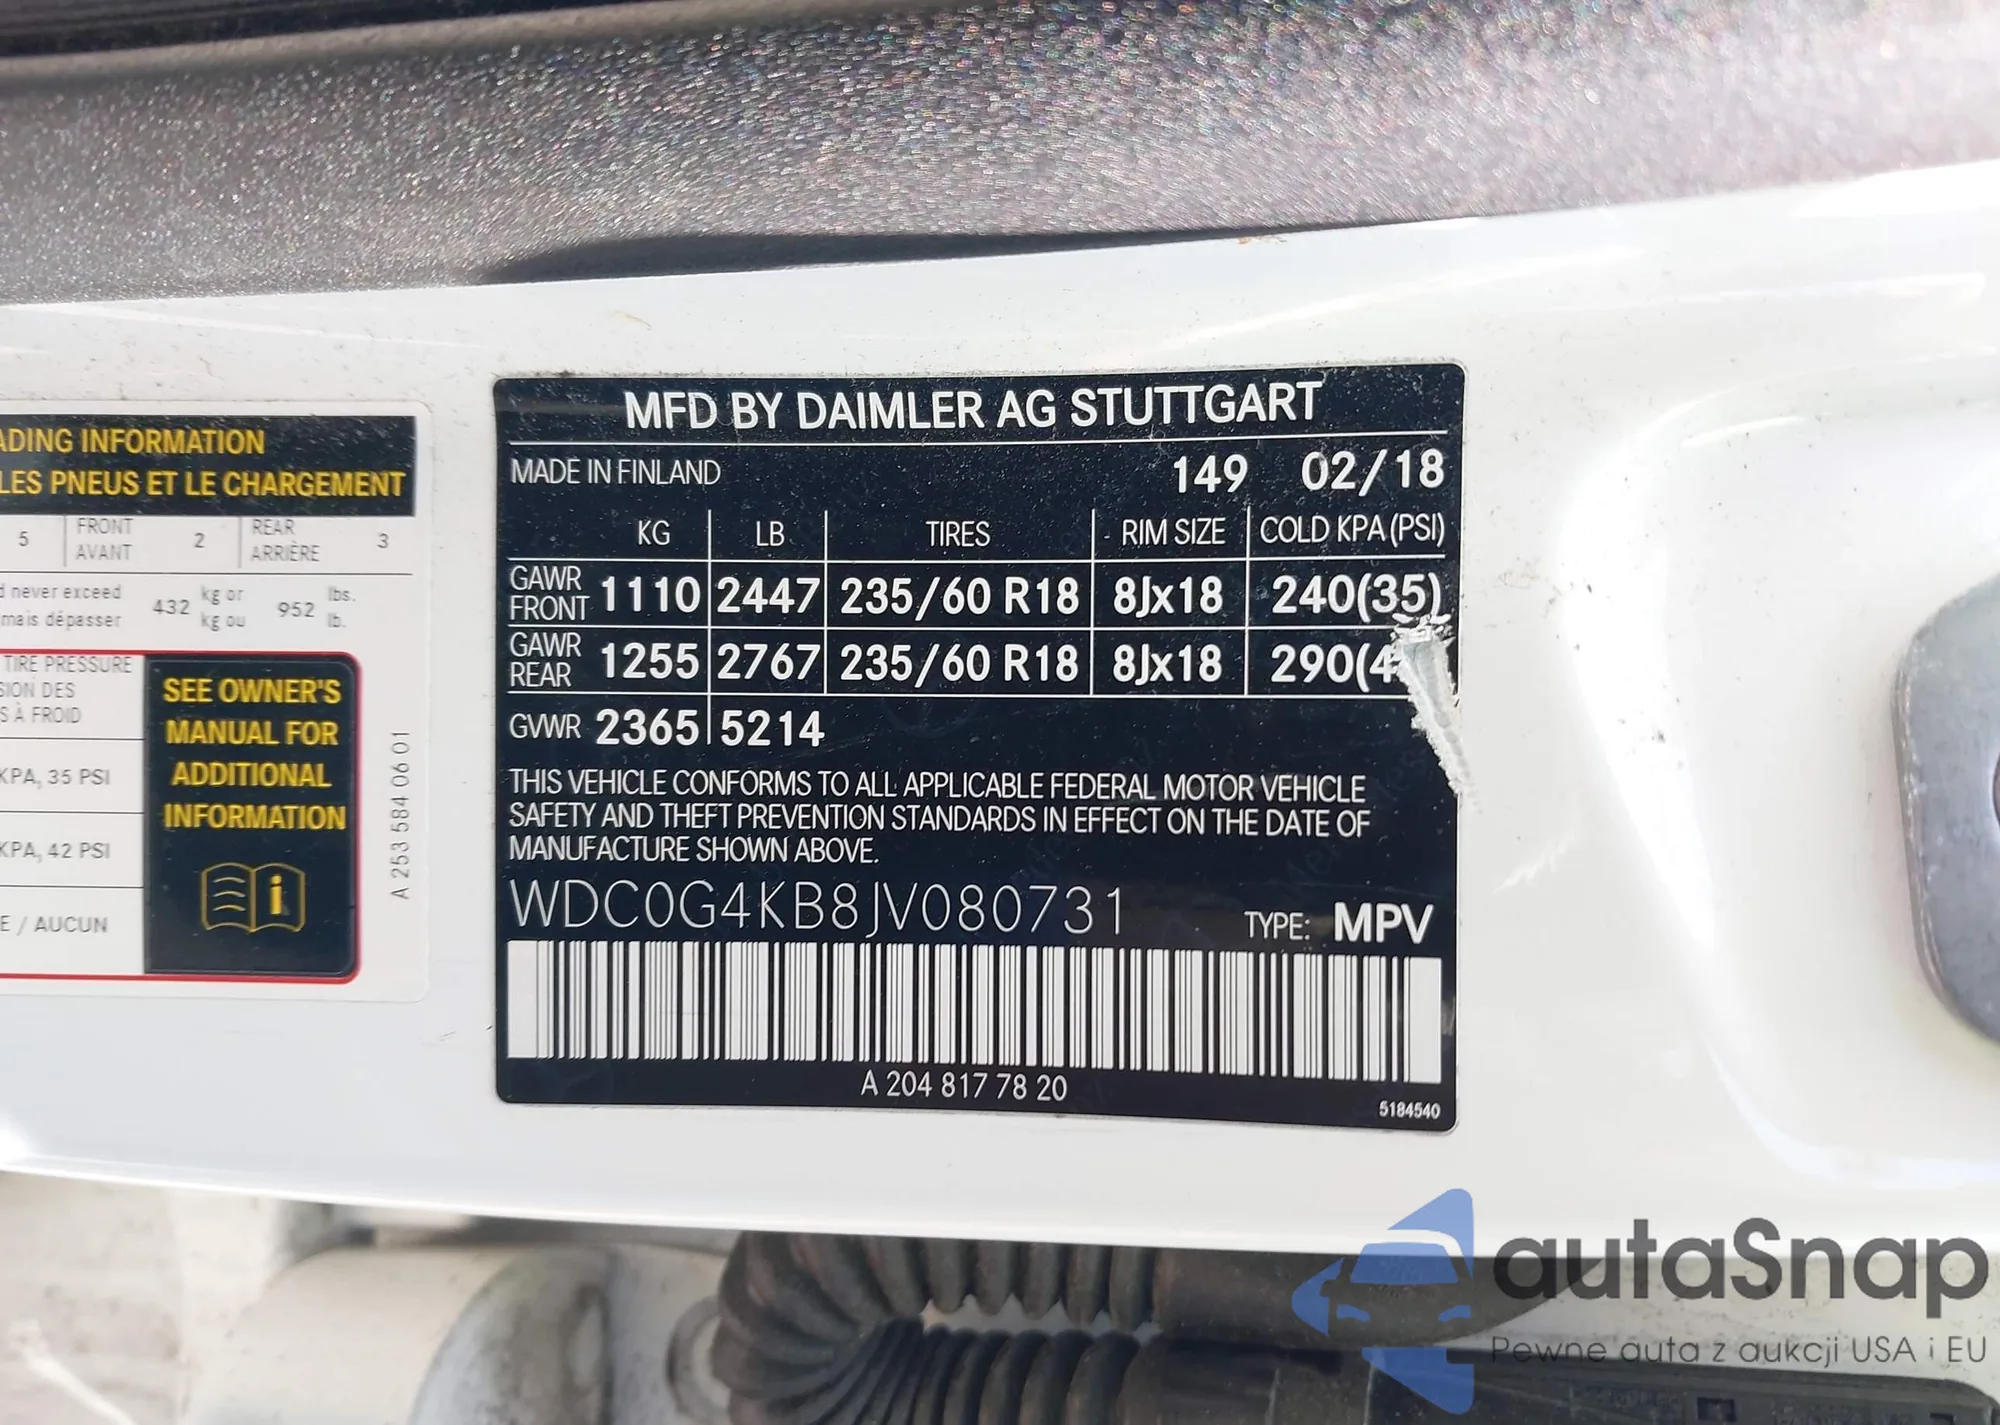 ADING INFORMATION
LES PNEUS ET LE CHARGEMENT
5 FRONT AVANT 2 REAR ARRIÈRE 3
never exceed 432 kg or 952 lbs.
mais dépasser kg ou lb.
TIRE PRESSURE
SION DES
S À FROID
KPA, 35 PSI
KPA, 42 PSI
E / AUCUN
SEE OWNER'S
MANUAL FOR
ADDITIONAL
INFORMATION
i
A 253 584 06 01
MFD BY DAIMLER AG STUTTGART
MADE IN FINLAND 149 02/18
KG LB TIRES RIM SIZE COLD KPA(PSI)
GAWR FRONT 1110 2447 235/60 R18 8Jx18 240(35)
GAWR REAR 1255 2767 235/60 R18 8Jx18 290(4
GVWR 2365 5214
THIS VEHICLE CONFORMS TO ALL APPLICABLE FEDERAL MOTOR VEHICLE
SAFETY AND THEFT PREVENTION STANDARDS IN EFFECT ON THE DATE OF
MANUFACTURE SHOWN ABOVE.
WDC0G4KB8JV080731 TYPE: MPV
A 204 817 78 20
5184540
autaSnap
Pewne auta z aukcji USA i EU